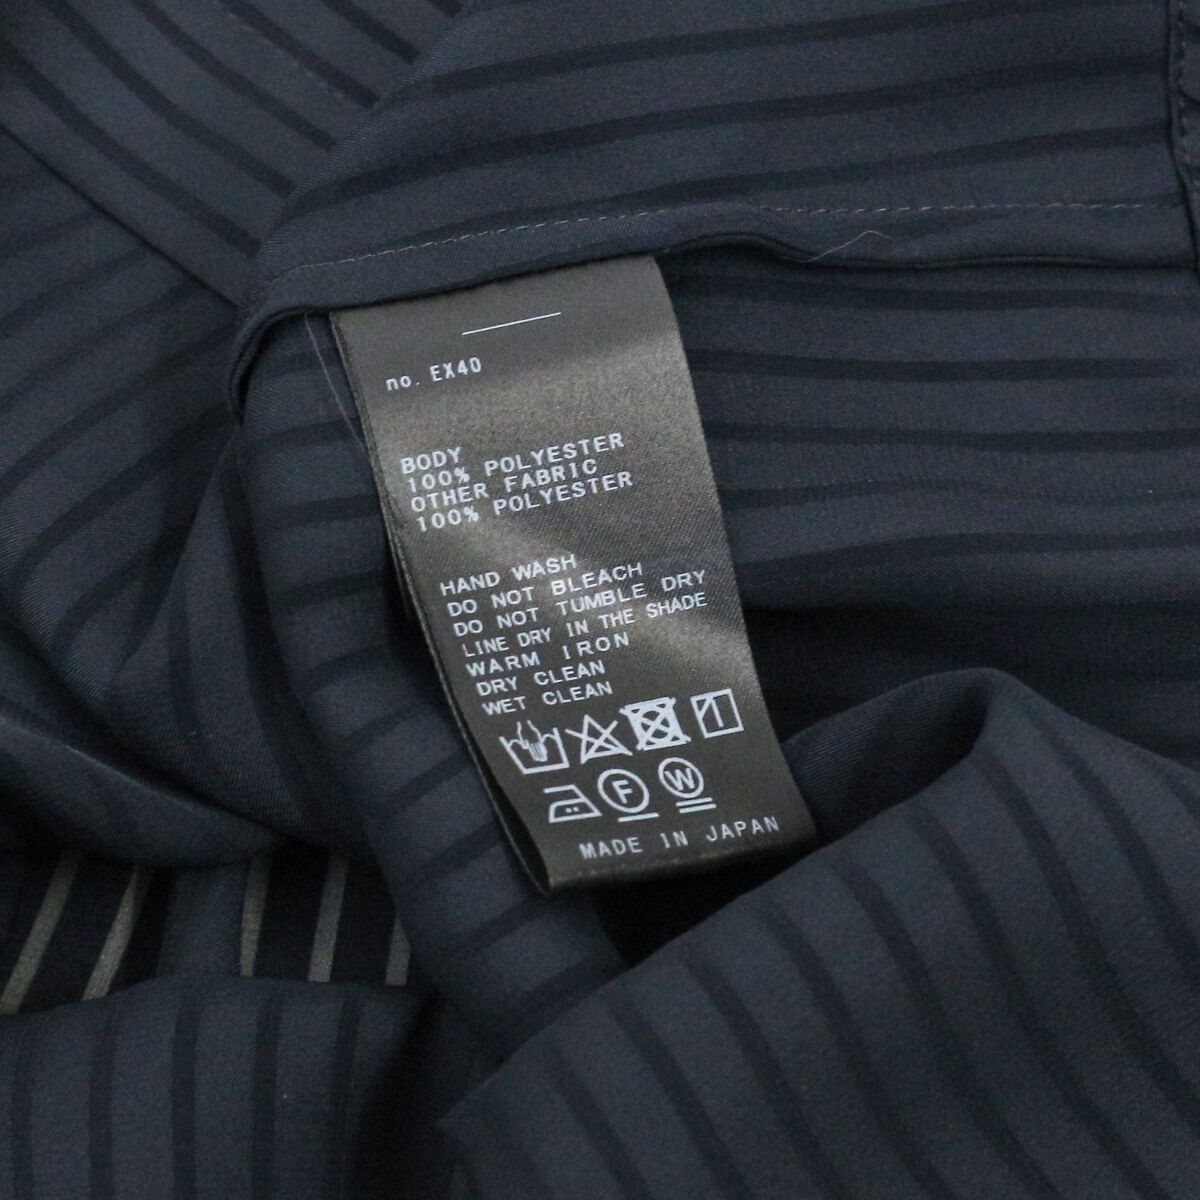 no. EX40
BODY
100% POLYESTER
OTHER FABRIC
100% POLYESTER
HAND WASH
DO NOT BLEACH
DO NOT TUMBLE DRY
LINE DRY IN THE SHADE
WARM IRON
DRY CLEAN
WET CLEAN
F W
MADE IN JAPAN